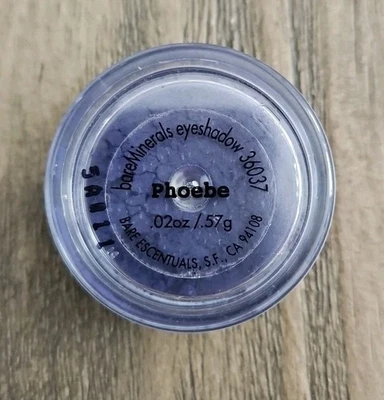 bareMinerals eyeshadow 36037
Phoebe
.02oz /.57g
BARE ESCENTUALS, S.F., CA 94108